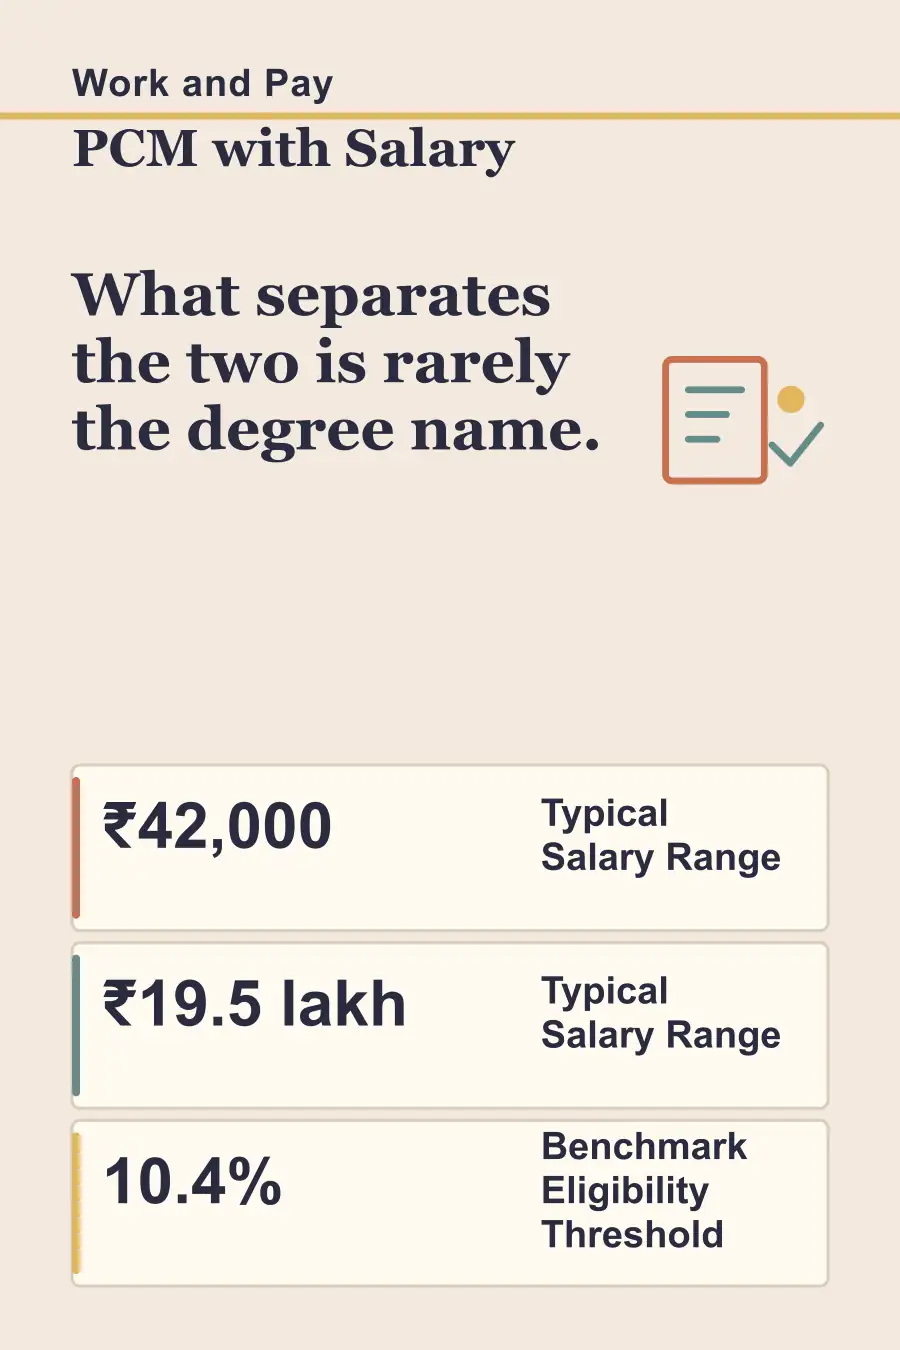 Work and Pay
PCM with Salary
What separates
the two is rarely
the degree name.
₹42,000
Typical
Salary Range
₹19.5 lakh
Typical
Salary Range
10.4%
Benchmark
Eligibility
Threshold